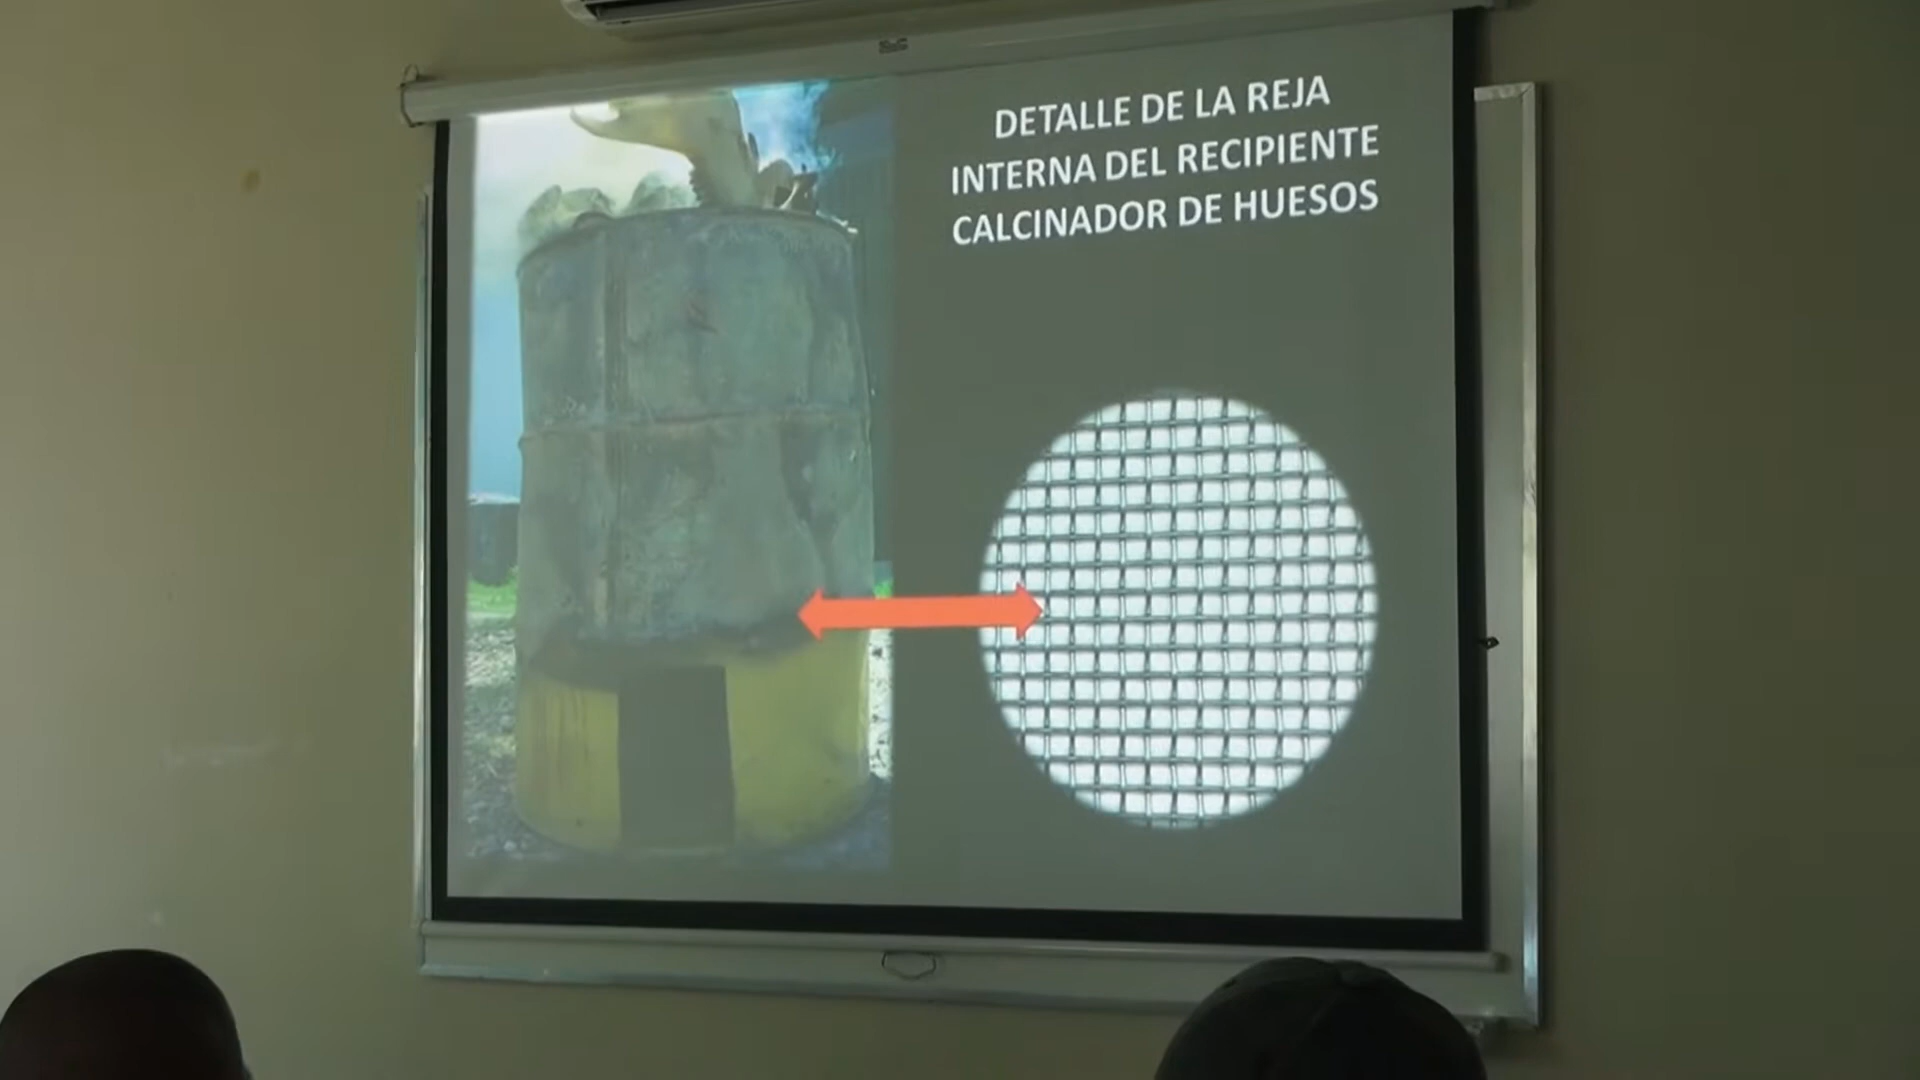 DETALLE DE LA REJA
INTERNA DEL RECIPIENTE
CALCINADOR DE HUESOS